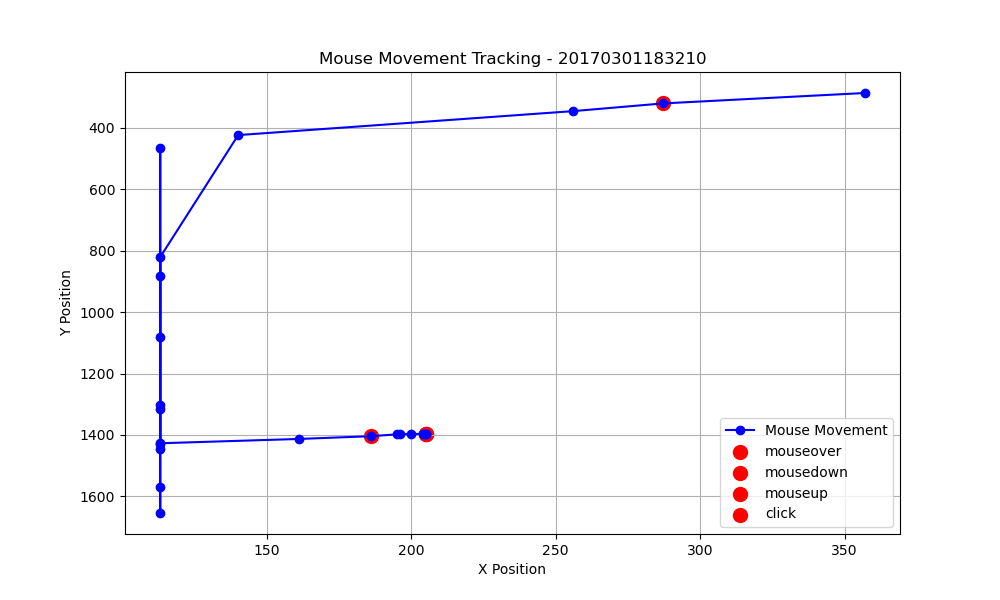 Mouse Movement Tracking - 20170301183210
Y Position
400
600
800
1000
1200
1400
1600
Mouse Movement
mouseover
mousedown
mouseup
click
150
200
250
300
350
X Position